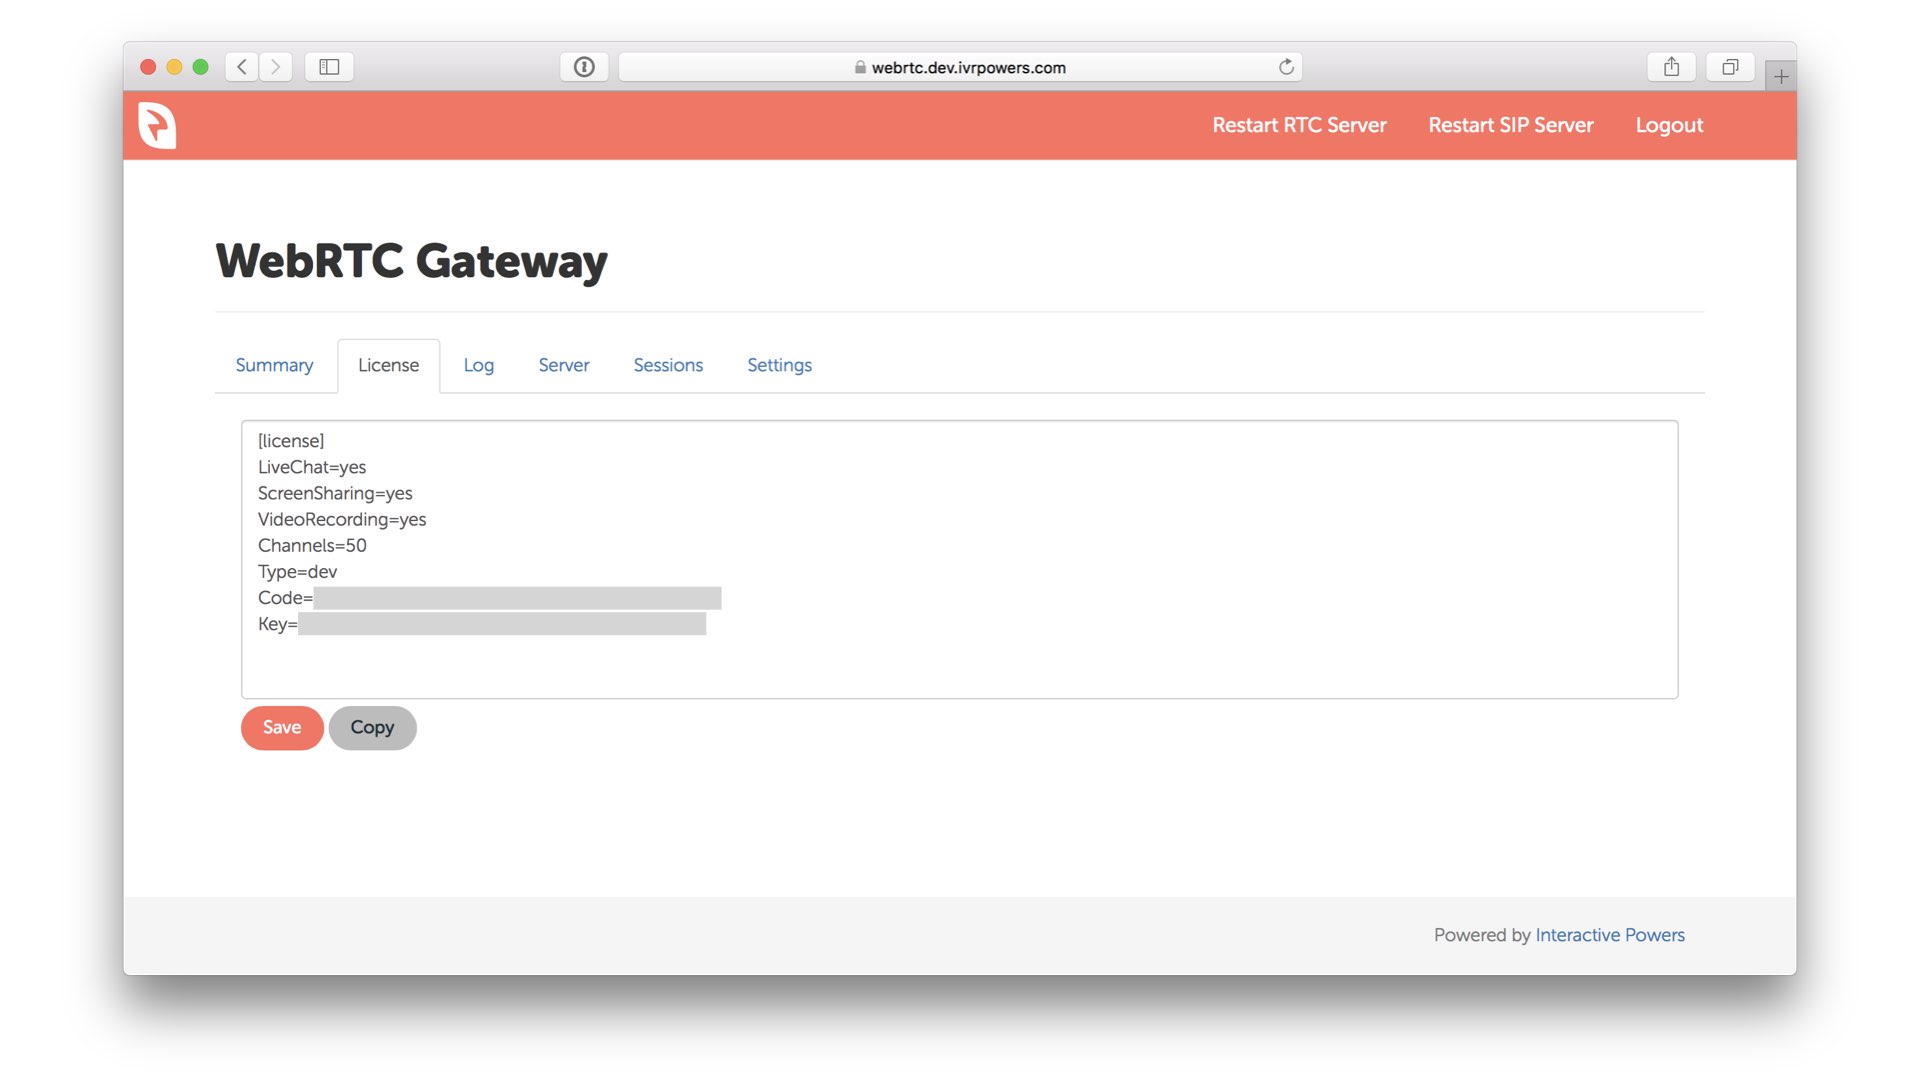 webrtc.dev.ivrpowers.com
Restart RTC Server Restart SIP Server Logout
WebRTC Gateway
Summary License Log Server Sessions Settings
[license]
LiveChat=yes
ScreenSharing=yes
VideoRecording=yes
Channels=50
Type=dev
Code=
Key=
Save Copy
Powered by Interactive Powers